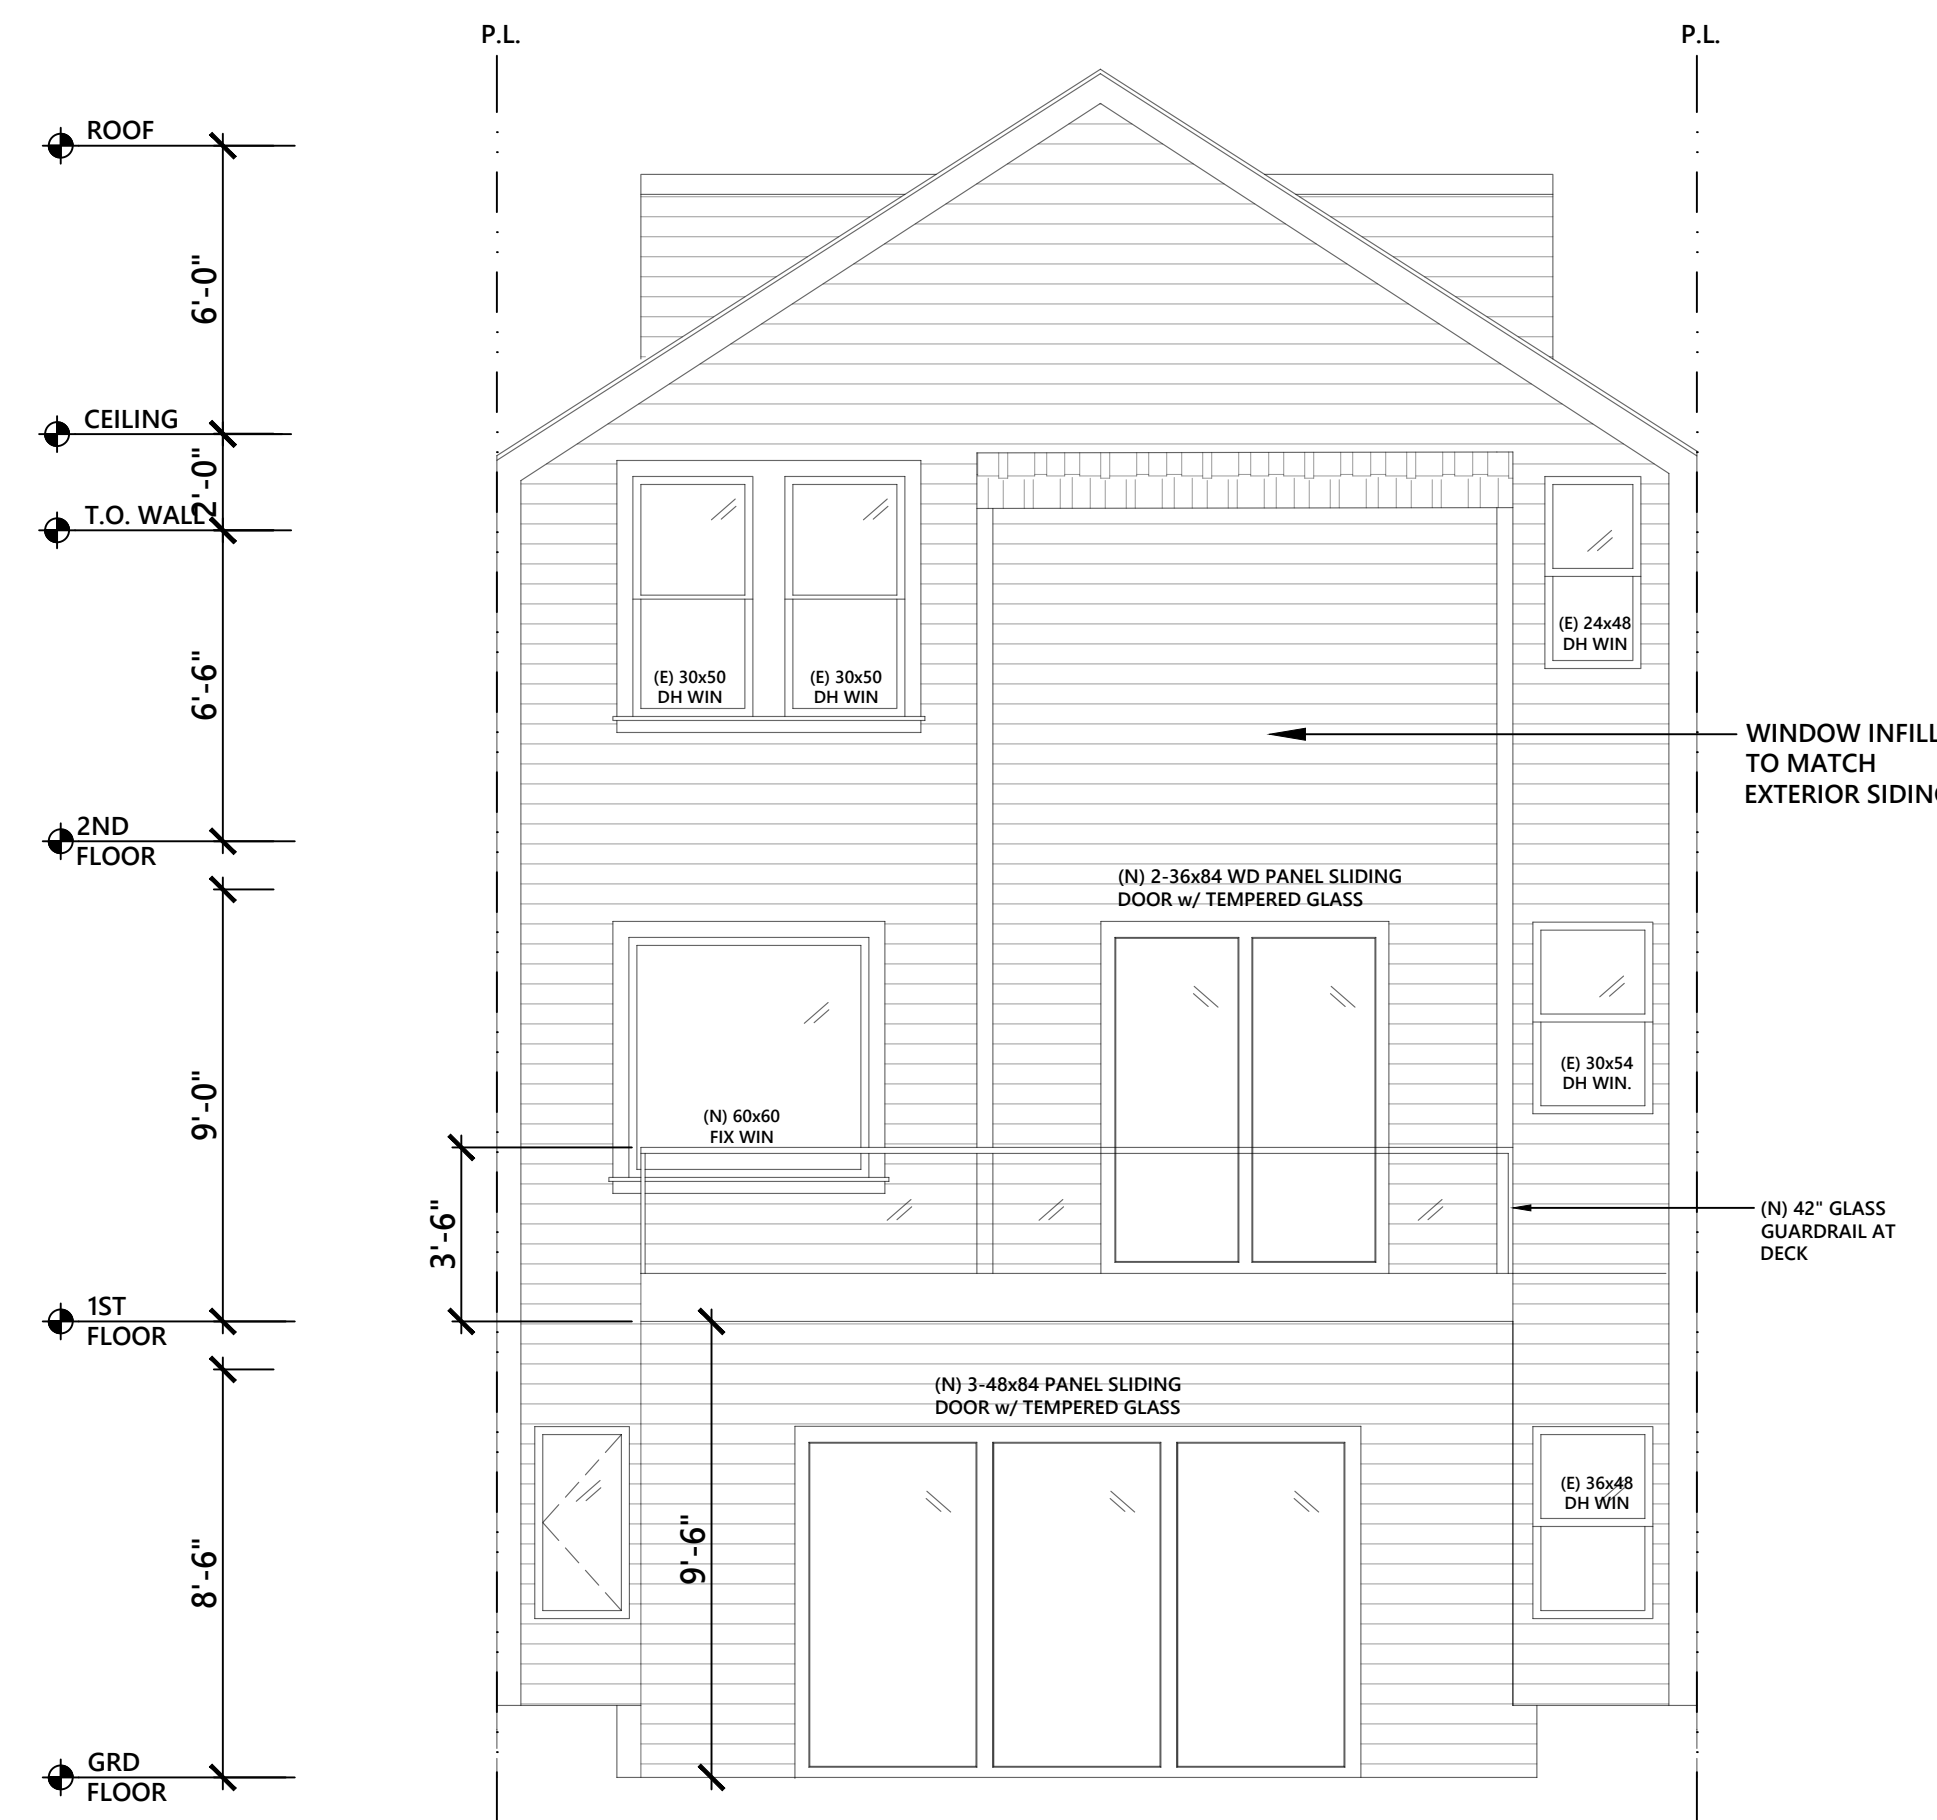 P.L.
P.L.
ROOF
6'-0"
CEILING
2'-0"
T.O. WALL
6'-6"
2ND
FLOOR
9'-0"
3'-6"
1ST
FLOOR
8'-6"
GRD
FLOOR
(E) 30x50
DH WIN
(E) 30x50
DH WIN
(E) 24x48
DH WIN
WINDOW INFILL
TO MATCH
EXTERIOR SIDING
(N) 2-36x84 WD PANEL SLIDING
DOOR w/ TEMPERED GLASS
(N) 60x60
FIX WIN
(E) 30x54
DH WIN.
(N) 42" GLASS
GUARDRAIL AT
DECK
(N) 3-48x84 PANEL SLIDING
DOOR w/ TEMPERED GLASS
9'-6"
(E) 36x48
DH WIN